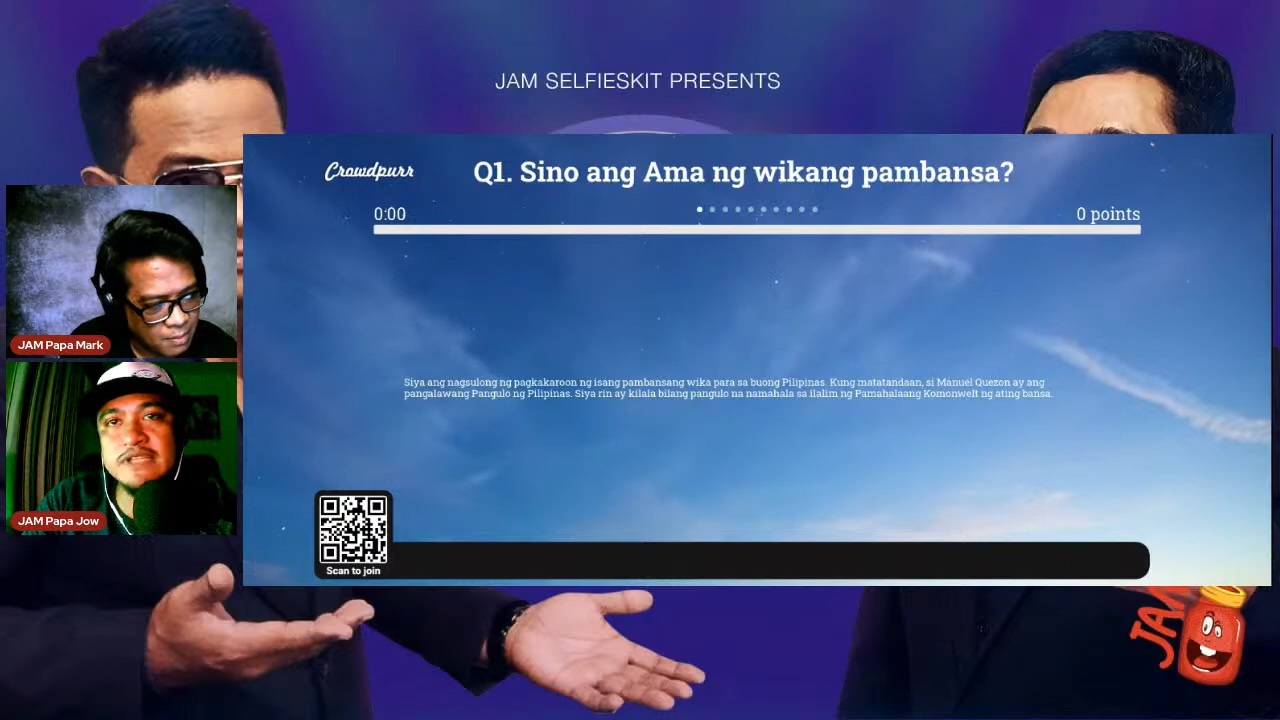 JAM SELFIESKIT PRESENTS
Crowdpurr
Q1. Sino ang Ama ng wikang pambansa?
0:00
0 points
Siya ang nagsulong ng pagkakaroon ng isang pambansang wika para sa buong Pilipinas. Kung matatandaan, si Manuel Quezon ay ang
pangalawang Pangulo ng Pilipinas. Siya rin ay kilala bilang pangulo na namahala sa ilalim ng Pamahalaang Komonwelt ng ating bansa.
JAM Papa Mark
JAM Papa Jow
Scan to join
JAM